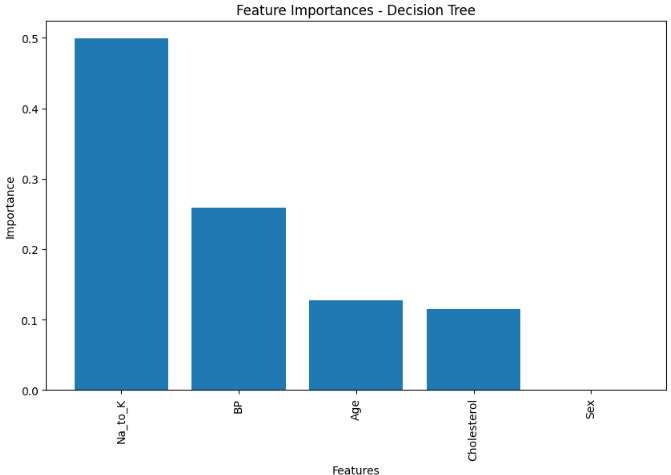 Feature Importances - Decision Tree
Importance
0.5
0.4
0.3
0.2
0.1
0.0
Na_to_K
BP
Age
Cholesterol
Sex
Features